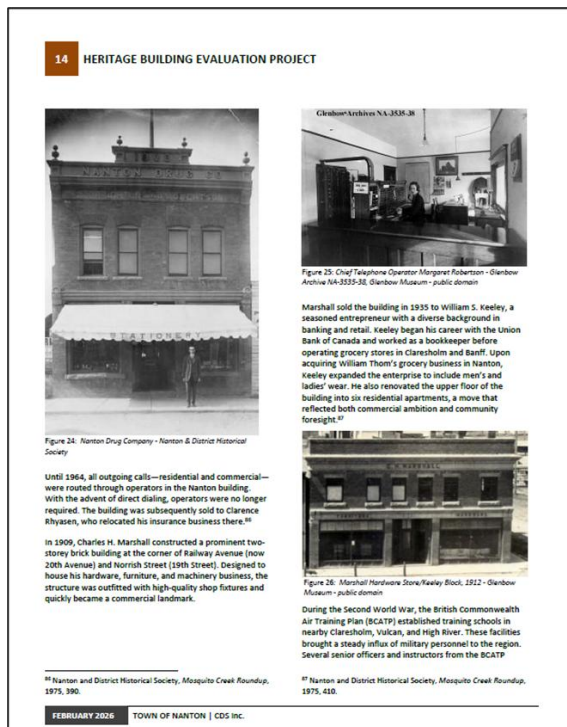 14 HERITAGE BUILDING EVALUATION PROJECT
NANTON DRUG CO
STATIONERY
Figure 24: Nanton Drug Company - Nanton & District Historical
Society
Until 1964, all outgoing calls—residential and commercial—
were routed through operators in the Nanton building.
With the advent of direct dialing, operators were no longer
required. The building was subsequently sold to Clarence
Rhyasen, who relocated his insurance business there.⁸⁶
In 1909, Charles H. Marshall constructed a prominent two-
storey brick building at the corner of Railway Avenue (now
20th Avenue) and Norrish Street (19th Street). Designed to
house his hardware, furniture, and machinery business, the
structure was outfitted with high-quality shop fixtures and
quickly became a commercial landmark.
⁸⁶ Nanton and District Historical Society, Mosquito Creek Roundup,
1975, 390.
Glenbow Archives NA-3535-38
Figure 25: Chief Telephone Operator Margaret Robertson - Glenbow
Archive NA-3535-38, Glenbow Museum - public domain
Marshall sold the building in 1935 to William S. Keeley, a
seasoned entrepreneur with a diverse background in
banking and retail. Keeley began his career with the Union
Bank of Canada and worked as a bookkeeper before
operating grocery stores in Claresholm and Banff. Upon
acquiring William Thom's grocery business in Nanton,
Keeley expanded the enterprise to include men's and
ladies' wear. He also renovated the upper floor of the
building into six residential apartments, a move that
reflected both commercial ambition and community
foresight.⁸⁷
C. H. MARSHALL
FURNITURE HARDWARE
Figure 26: Marshall Hardware Store/Keeley Block, 1912 - Glenbow
Museum - public domain
During the Second World War, the British Commonwealth
Air Training Plan (BCATP) established training schools in
nearby Claresholm, Vulcan, and High River. These facilities
brought a steady influx of military personnel to the region.
Several senior officers and instructors from the BCATP
⁸⁷ Nanton and District Historical Society, Mosquito Creek Roundup,
1975, 410.
FEBRUARY 2026 TOWN OF NANTON | CDS Inc.